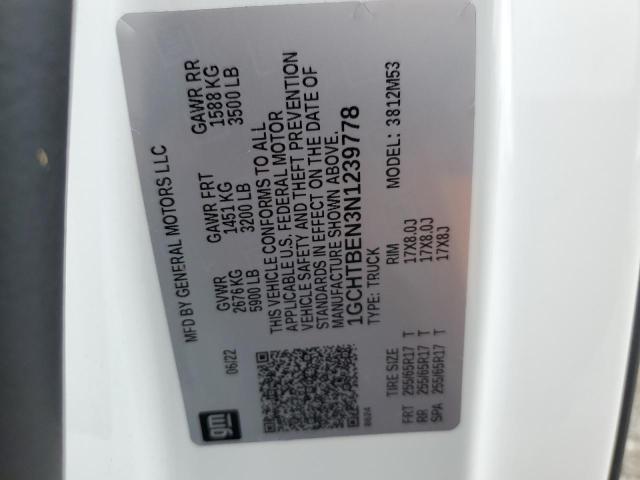 MFD BY GENERAL MOTORS LLC
06/22
GVWR
2676 KG
5900 LB
GAWR FRT
1451 KG
3200 LB
GAWR RR
1588 KG
3500 LB
THIS VEHICLE CONFORMS TO ALL
APPLICABLE U.S. FEDERAL MOTOR
VEHICLE SAFETY AND THEFT PREVENTION
STANDARDS IN EFFECT ON THE DATE OF
MANUFACTURE SHOWN ABOVE.
1GCHTBEN3N1239778
TYPE: TRUCK
MODEL: 3812M53
gm
TIRE SIZE RIM
FRT 255/65R17 T 17X8.0J
RR 255/65R17 T 17X8.0J
SPA 255/65R17 T 17X8J